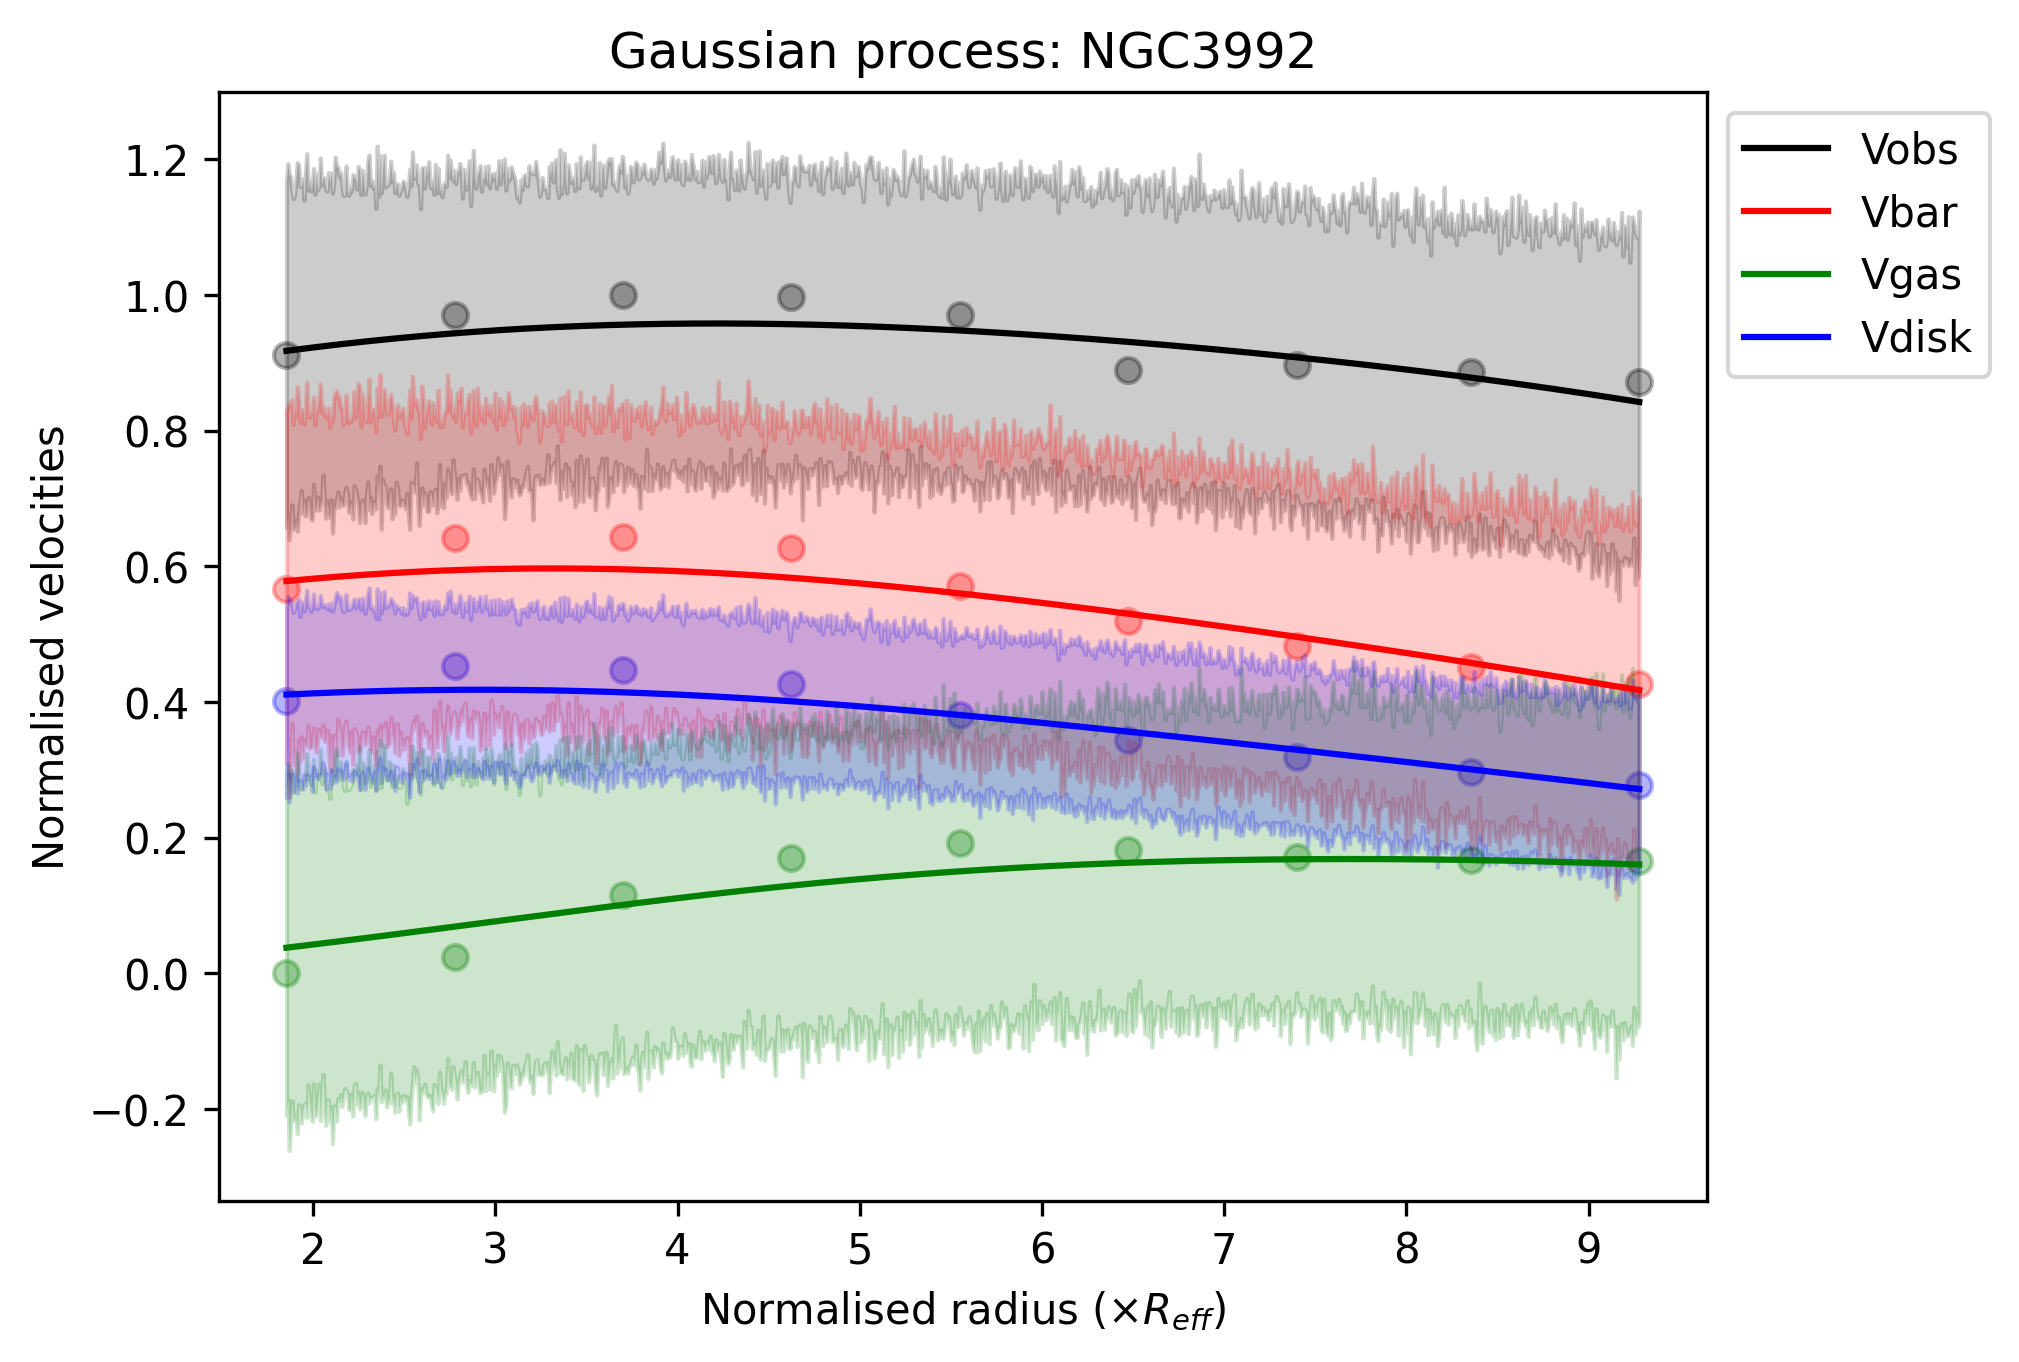 Gaussian process: NGC3992
Normalised velocities
1.2
1.0
0.8
0.6
0.4
0.2
0.0
−0.2
2 3 4 5 6 7 8 9
Normalised radius (×R_eff)
Vobs
Vbar
Vgas
Vdisk